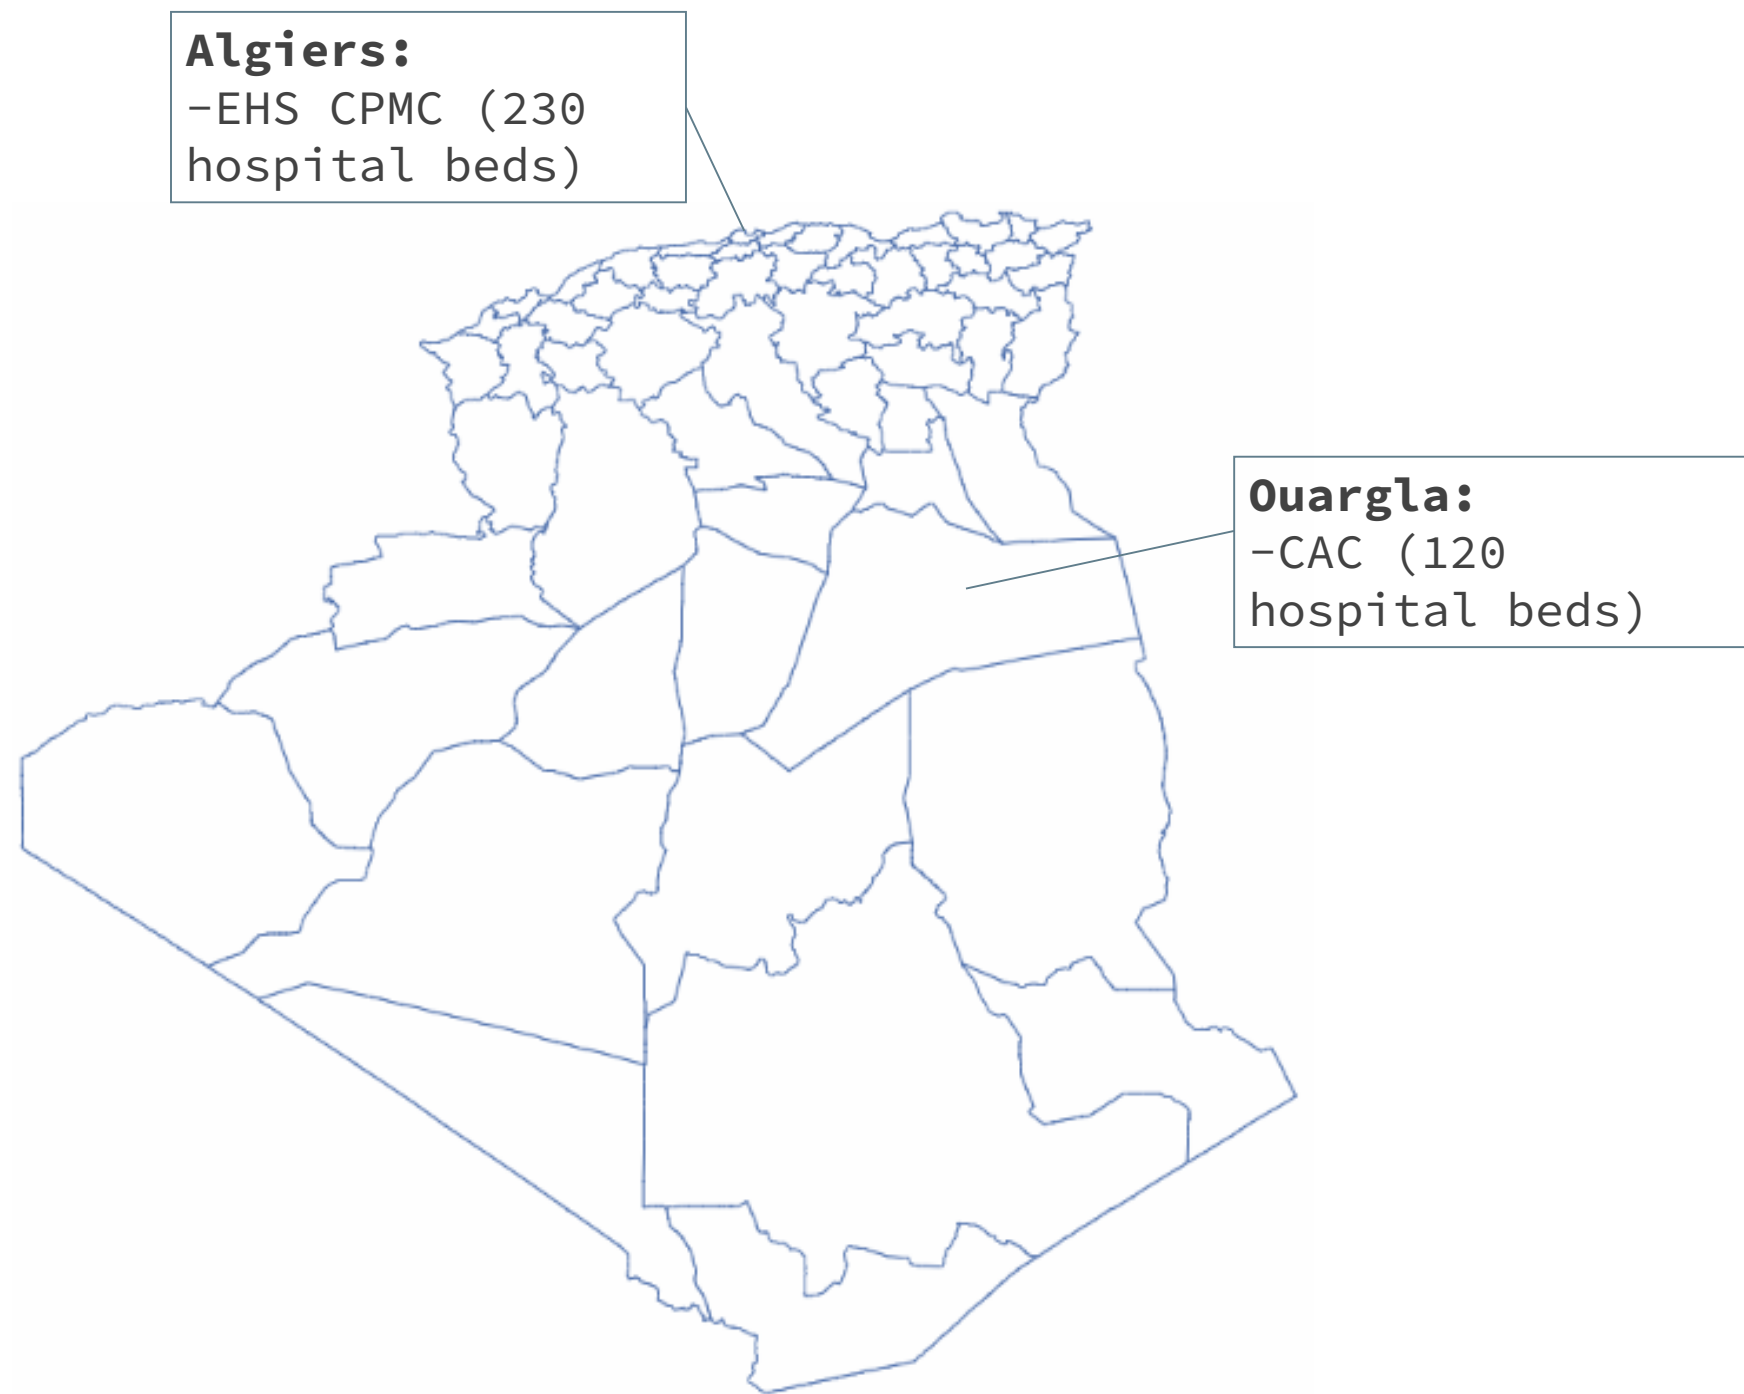 Algiers:
-EHS CPMC (230
hospital beds)
Ouargla:
-CAC (120
hospital beds)